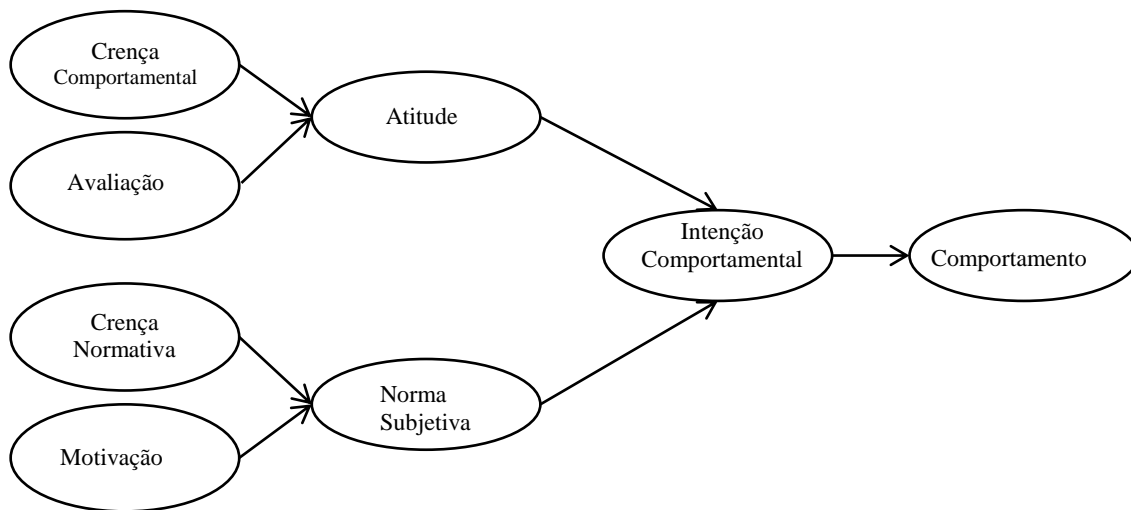 Crença
Comportamental
Avaliação
Atitude
Intenção
Comportamental
Comportamento
Crença
Normativa
Motivação
Norma
Subjetiva